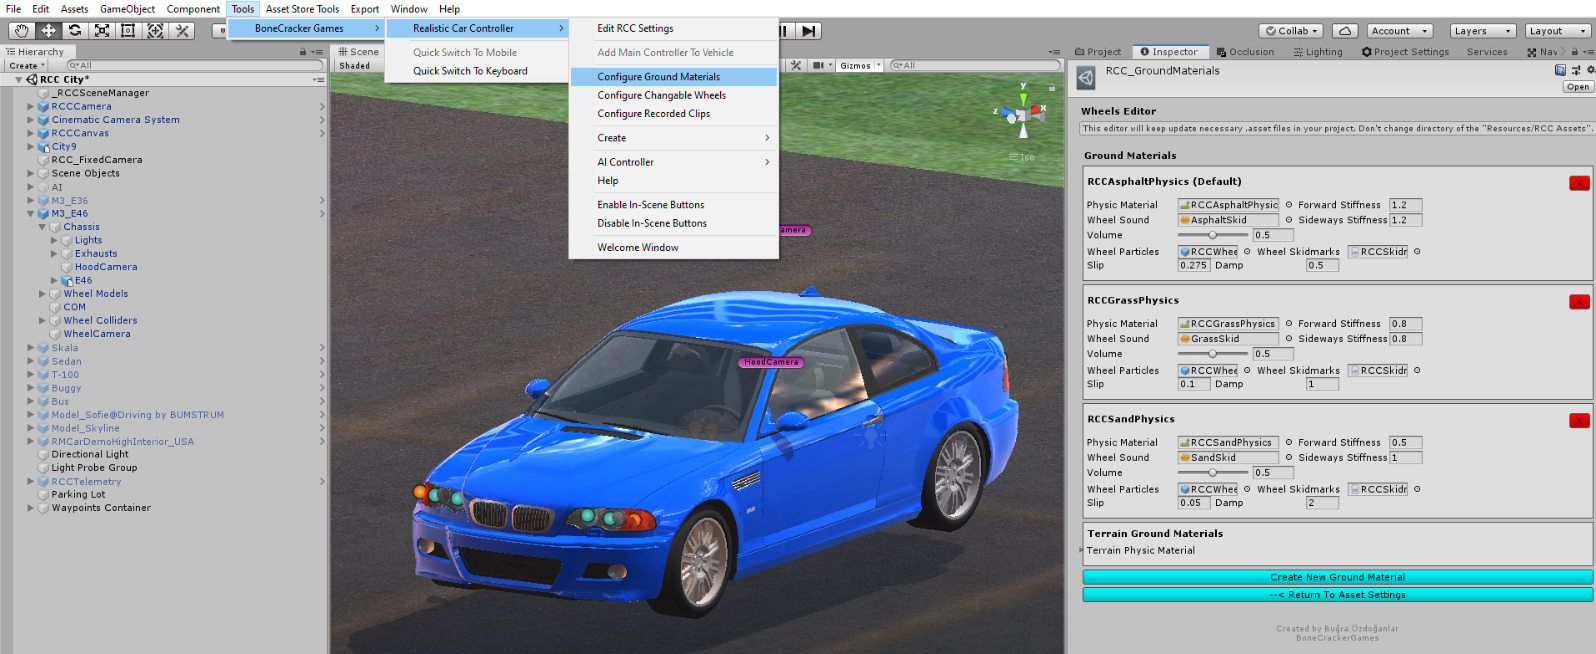 File Edit Assets GameObject Component Tools Asset Store Tools Export Window Help
BoneCracker Games
Realistic Car Controller
Quick Switch To Mobile
Quick Switch To Keyboard
Edit RCC Settings
Add Main Controller To Vehicle
Configure Ground Materials
Configure Changable Wheels
Configure Recorded Clips
Create
AI Controller
Help
Enable In-Scene Buttons
Disable In-Scene Buttons
Welcome Window
Collab Account Layers Layout
Hierarchy
Create All
RCC City*
_RCCSceneManager
RCCCamera
Cinematic Camera System
RCCCanvas
City9
RCC_FixedCamera
Scene Objects
AI
M3_E36
M3_E46
Chassis
Lights
Exhausts
HoodCamera
E46
Wheel Models
COM
Wheel Colliders
WheelCamera
Skala
Sedan
T-100
Buggy
Bus
Model_Sofie@Driving by BUMSTRUM
Model_Skyline
RMCarDemoHighInterior_USA
Directional Light
Light Probe Group
RCCTelemetry
Parking Lot
Waypoints Container
Scene
Shaded
Gizmos All
y
z x
Iso
amera
HoodCamera
Project Inspector Occlusion Lighting Project Settings Services Nav
RCC_GroundMaterials
Open
Wheels Editor
This editor will keep update necessary .asset files in your project. Don't change directory of the "Resources/RCC Assets".
Ground Materials
RCCAsphaltPhysics (Default)
X
Physic Material RCCAsphaltPhysic Forward Stiffness 1.2
Wheel Sound AsphaltSkid Sideways Stiffness 1.2
Volume 0.5
Wheel Particles RCCWhee Wheel Skidmarks RCCSkidr
Slip 0.275 Damp 0.5
RCCGrassPhysics
X
Physic Material RCCGrassPhysics Forward Stiffness 0.8
Wheel Sound GrassSkid Sideways Stiffness 0.8
Volume 0.5
Wheel Particles RCCWhee Wheel Skidmarks RCCSkidr
Slip 0.1 Damp 1
RCCSandPhysics
X
Physic Material RCCSandPhysics Forward Stiffness 0.5
Wheel Sound SandSkid Sideways Stiffness 1
Volume 0.5
Wheel Particles RCCWhee Wheel Skidmarks RCCSkidr
Slip 0.05 Damp 2
Terrain Ground Materials
Terrain Physic Material
Create New Ground Material
--< Return To Asset Settings
Created by Buğra Özdoğanlar
BoneCrackerGames